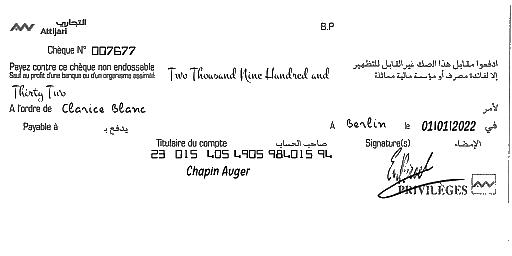 التجاري
Attijari
B.P
Chèque N° 007677
Payez contre ce chèque non endossable
Sauf au profit d'une banque ou d'un organisme assimilé
Two Thousand Nine Hundred and
ادفعوا مقابل هذا الصك غير القابل للتظهير
إلا لفائدة مصرف أو مؤسسة مالية مماثلة
Thirty Two
A l'ordre de Clarice Blanc
لأمر
Payable à يدفع بـ
A Berlin le 01/01/2022 في
Titulaire du compte صاحب الحساب
Signature(s) الإمضاء
23 015 405 4905 984015 94
Chapin Auger
PRIVILÈGES